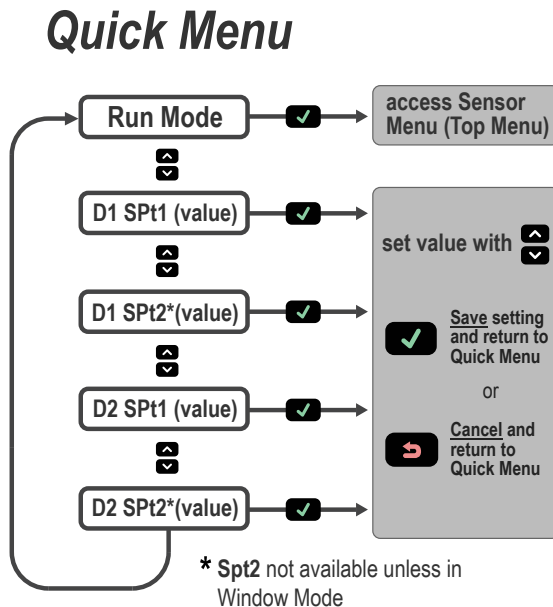 Quick Menu
Run Mode
access Sensor
Menu (Top Menu)
D1 SPt1 (value)
set value with
D1 SPt2*(value)
Save setting
and return to
Quick Menu
or
D2 SPt1 (value)
Cancel and
return to
Quick Menu
D2 SPt2*(value)
* Spt2 not available unless in
Window Mode